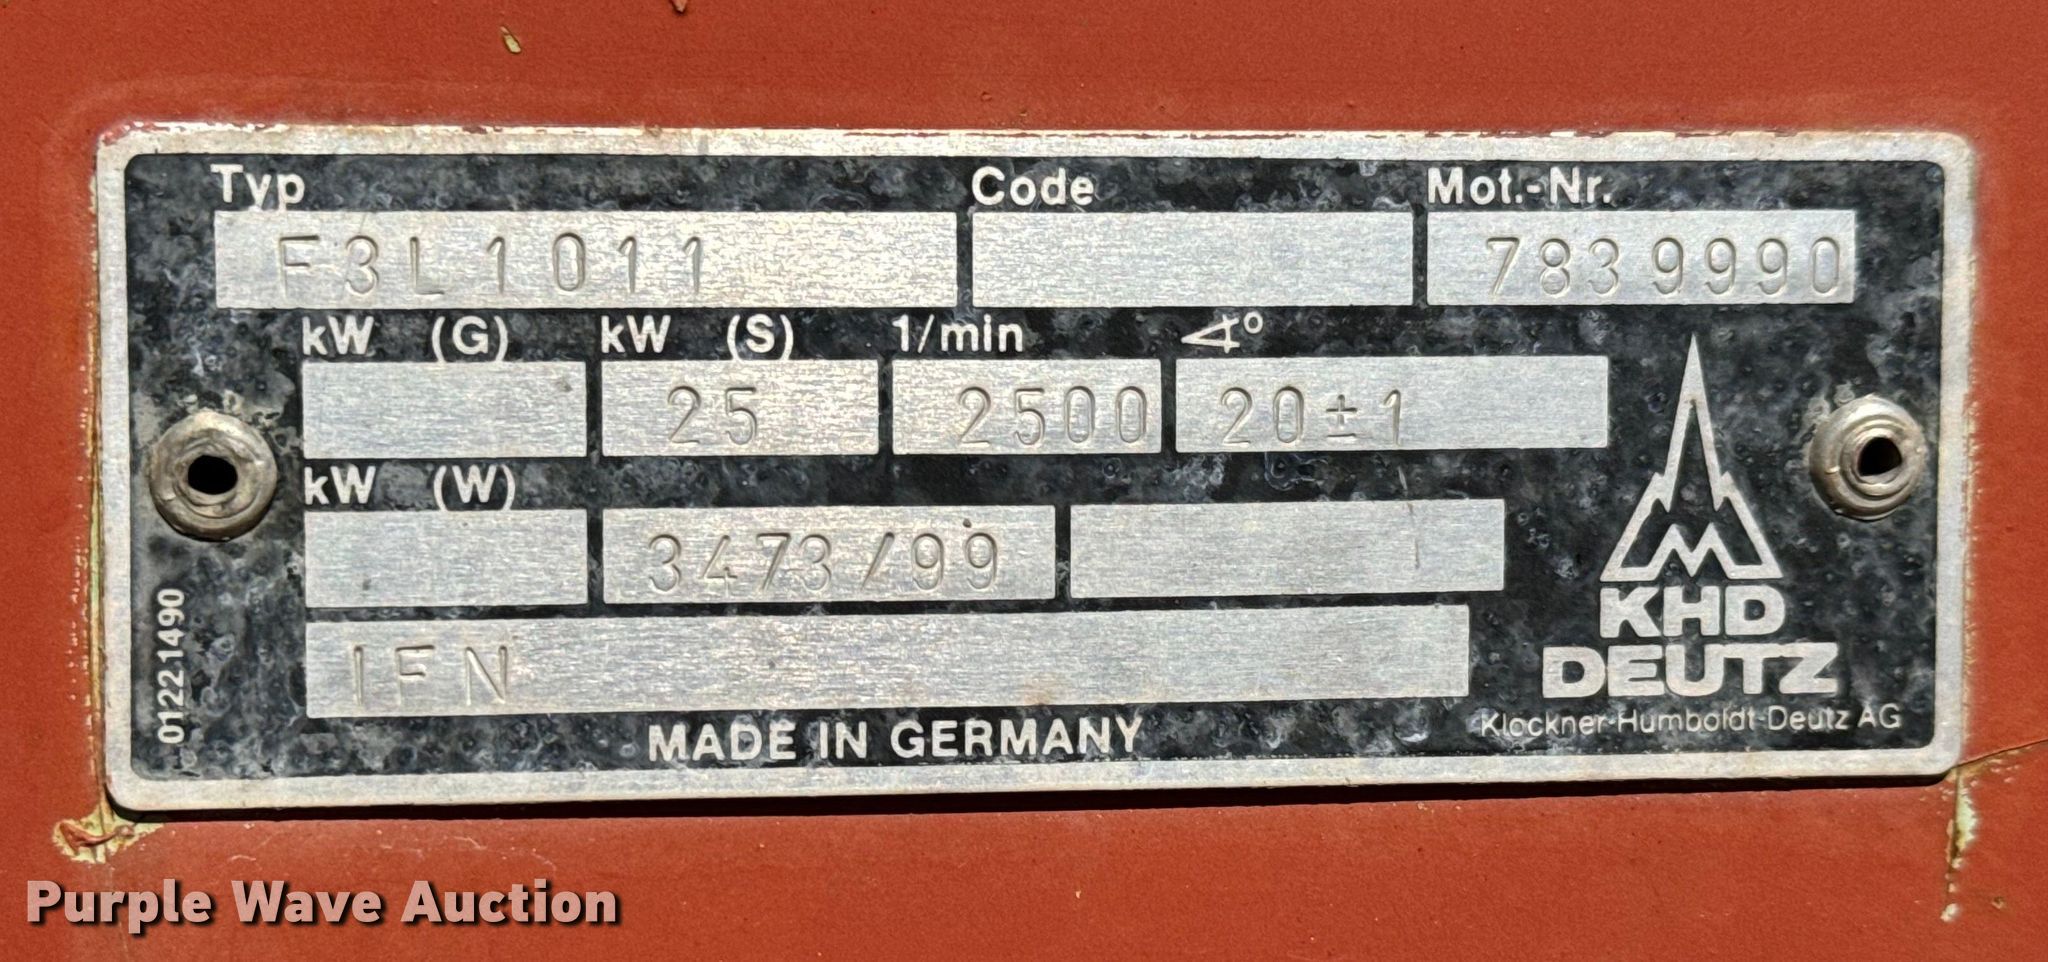 Typ Code Mot.-Nr.
F3L1011 7839990
kW (G) kW (S) 1/min ∢°
25 2500 20±1
kW (W)
3473/99
IFN
01221490
MADE IN GERMANY
KHD
DEUTZ
Klöckner-Humboldt-Deutz AG
Purple Wave Auction